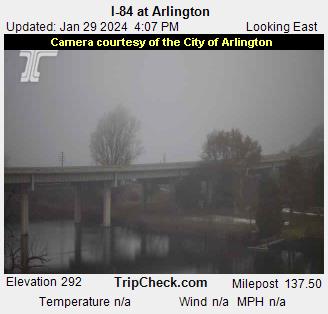 I-84 at Arlington
Updated: Jan 29 2024 4:07 PM Looking East
Camera courtesy of the City of Arlington
Elevation 292 TripCheck.com Milepost 137.50
Temperature n/a Wind n/a MPH n/a